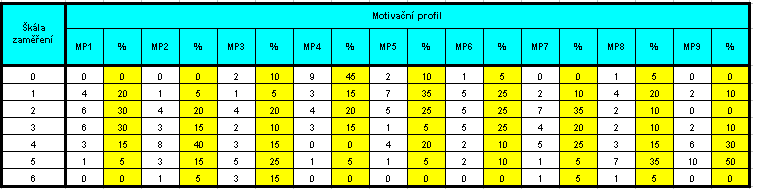 Motivační profil
Škála zaměření MP1 % MP2 % MP3 % MP4 % MP5 % MP6 % MP7 % MP8 % MP9 %
0 0 0 0 0 2 10 9 45 2 10 1 5 0 0 1 5 0 0
1 4 20 1 5 1 5 3 15 7 35 5 25 2 10 4 20 2 10
2 6 30 4 20 4 20 4 20 5 25 5 25 7 35 2 10 0 0
3 6 30 3 15 2 10 3 15 1 5 5 25 4 20 2 10 2 10
4 3 15 8 40 3 15 0 0 4 20 2 10 5 25 3 15 6 30
5 1 5 3 15 5 25 1 5 1 5 2 10 1 5 7 35 10 50
6 0 0 1 5 3 15 0 0 0 0 0 0 1 5 1 5 0 0